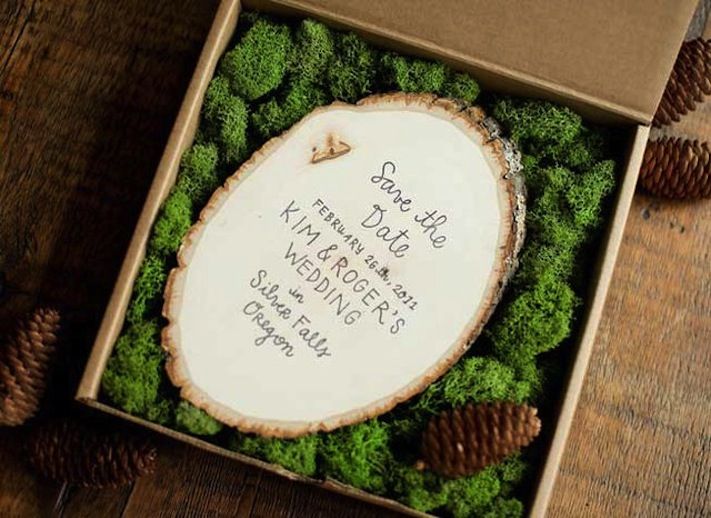 Save the
Date
FEBRUARY 26th, 2011
KIM & ROGER'S
WEDDING
in
Silver Falls
Oregon